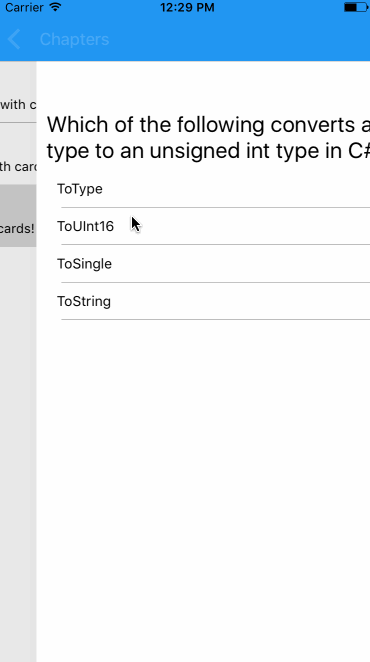 Carrier 12:29 PM
Chapters
with c
Which of the following converts a
type to an unsigned int type in C#
th card
ToType
ToUInt16
cards!
ToSingle
ToString